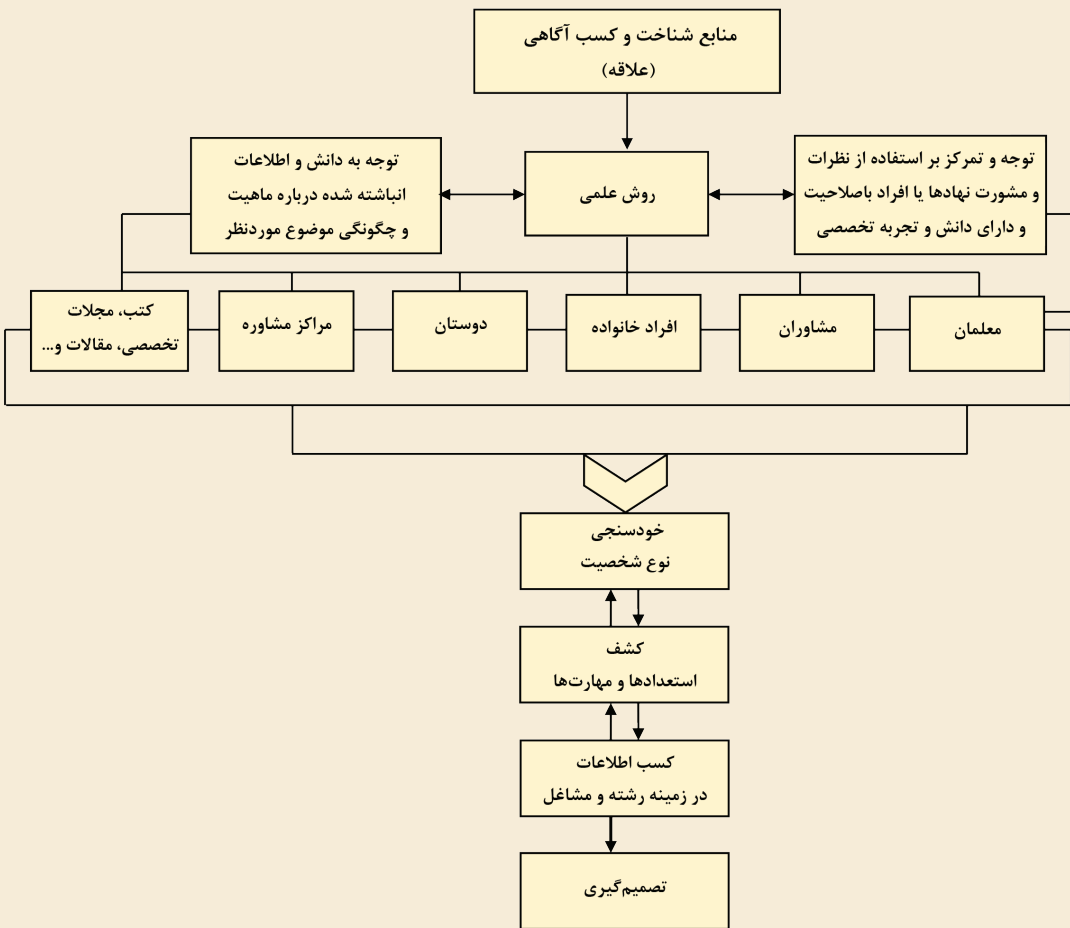 منابع شناخت و کسب آگاهی
(علاقه)
توجه و تمرکز بر استفاده از نظرات
و مشورت نهادها یا افراد باصلاحیت
و دارای دانش و تجربه تخصصی
روش علمی
توجه به دانش و اطلاعات
انباشته شده درباره ماهیت
و چگونگی موضوع موردنظر
معلمان
مشاوران
افراد خانواده
دوستان
مراکز مشاوره
کتب، مجلات
تخصصی، مقالات و...
خودسنجی
نوع شخصیت
کشف
استعدادها و مهارت‌ها
کسب اطلاعات
در زمینه رشته و مشاغل
تصمیم‌گیری